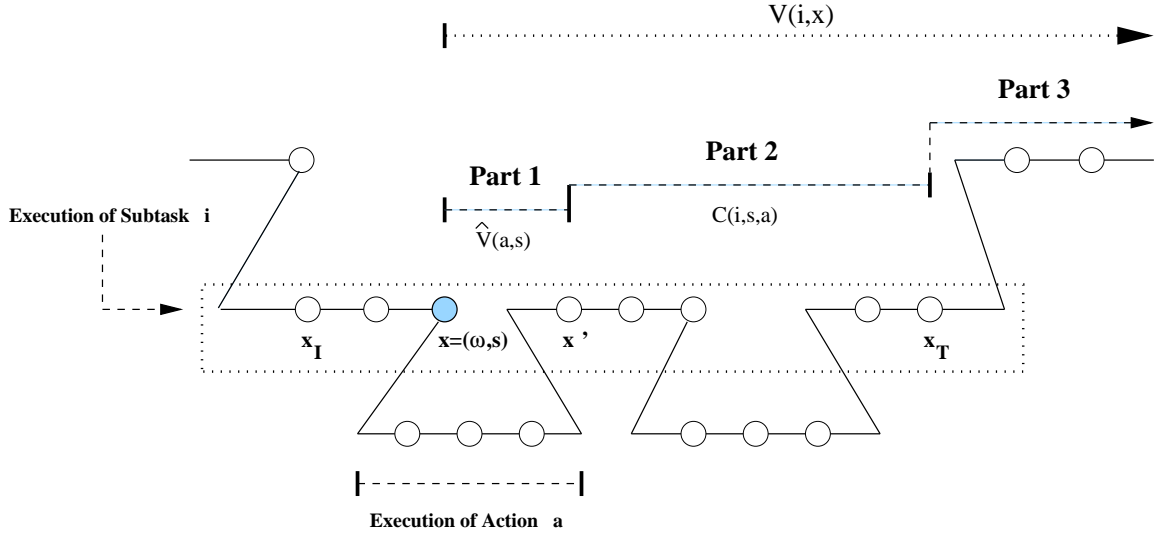 V(i,x)
Part 3
Part 2
Part 1
Execution of Subtask i
C(i,s,a)
V̂(a,s)
x_I
x=(ω,s)
x '
x_T
Execution of Action a